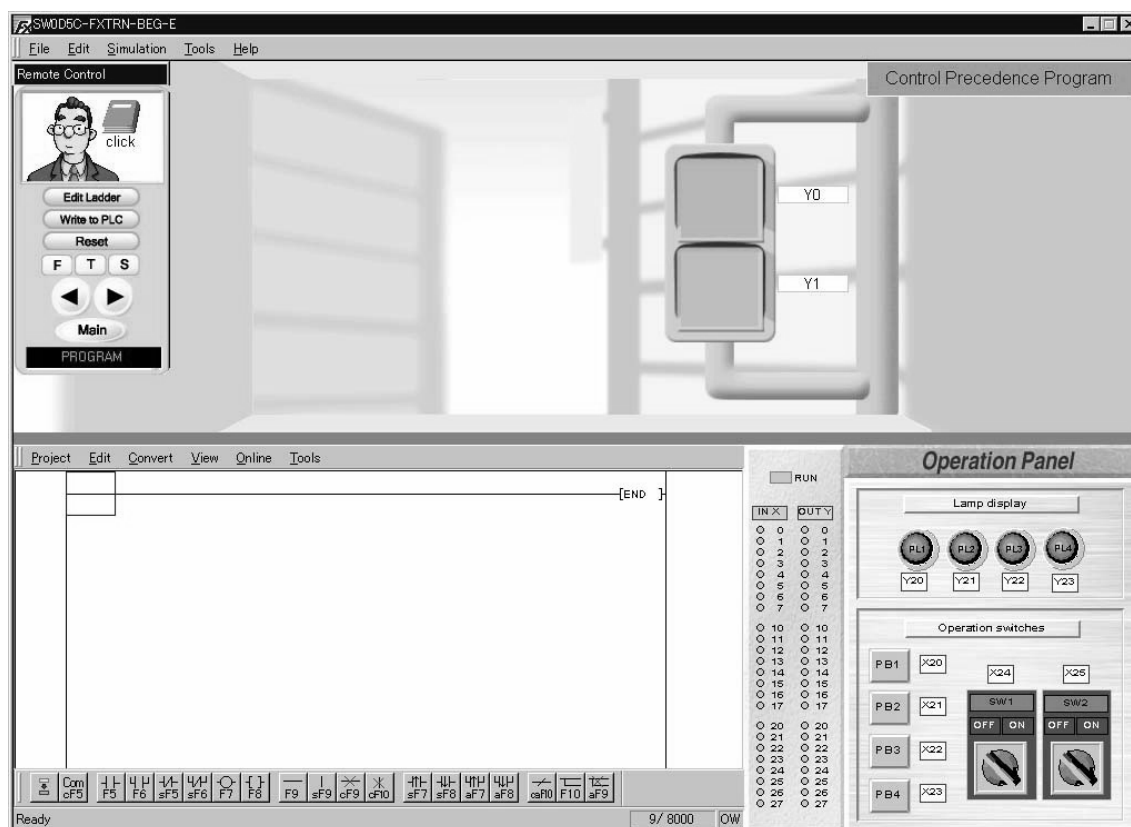 SW0D5C-FXTRN-BEG-E
File Edit Simulation Tools Help
Remote Control
click
Edit Ladder
Write to PLC
Reset
F T S
Main
PROGRAM
Control Precedence Program
Y0
Y1
Project Edit Convert View Online Tools
[END ]
RUN
IN X OUT Y
0 0
1 1
2 2
3 3
4 4
5 5
6 6
7 7
10 10
11 11
12 12
13 13
14 14
15 15
16 16
17 17
20 20
21 21
22 22
23 23
24 24
25 25
26 26
27 27
Operation Panel
Lamp display
PL1 PL2 PL3 PL4
Y20 Y21 Y22 Y23
Operation switches
PB1 X20
PB2 X21
PB3 X22
PB4 X23
X24 X25
SW1 SW2
OFF ON OFF ON
Com
cF5 F5 F6 sF5 sF6 F7 F8 F9 sF9 cF9 cF10 sF7 sF8 aF7 aF8 caF10 F10 aF9
Ready 9/ 8000 OW